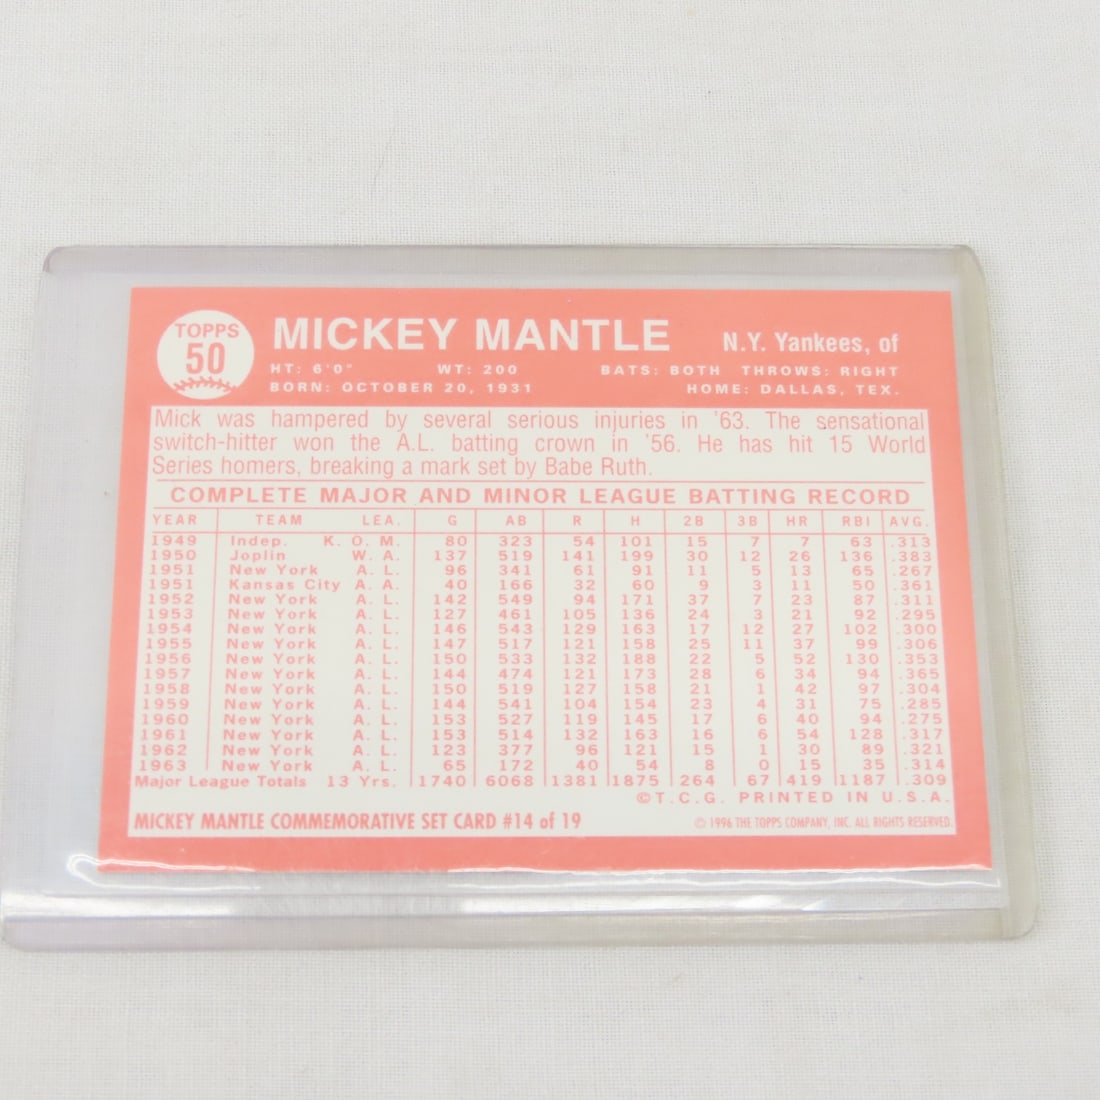 TOPPS
50
MICKEY MANTLE N.Y. Yankees, of
HT: 6'0" WT: 200 BATS: BOTH THROWS: RIGHT
BORN: OCTOBER 20, 1931 HOME: DALLAS, TEX.
Mick was hampered by several serious injuries in '63. The sensational
switch-hitter won the A.L. batting crown in '56. He has hit 15 World
Series homers, breaking a mark set by Babe Ruth.
COMPLETE MAJOR AND MINOR LEAGUE BATTING RECORD
YEAR TEAM LEA. G AB R H 2B 3B HR RBI AVG.
1949 Indep. K. O. M. 80 323 54 101 15 7 7 63 .313
1950 Joplin W. A. 137 519 141 199 30 12 26 136 .383
1951 New York A. L. 96 341 61 91 11 5 13 65 .267
1951 Kansas City A. A. 40 166 32 60 9 3 11 50 .361
1952 New York A. L. 142 549 94 171 37 7 23 87 .311
1953 New York A. L. 127 461 105 136 24 3 21 92 .295
1954 New York A. L. 146 543 129 163 17 12 27 102 .300
1955 New York A. L. 147 517 121 158 25 11 37 99 .306
1956 New York A. L. 150 533 132 188 22 5 52 130 .353
1957 New York A. L. 144 474 121 173 28 6 34 94 .365
1958 New York A. L. 150 519 127 158 21 1 42 97 .304
1959 New York A. L. 144 541 104 154 23 4 31 75 .285
1960 New York A. L. 153 527 119 145 17 6 40 94 .275
1961 New York A. L. 153 514 132 163 16 6 54 128 .317
1962 New York A. L. 123 377 96 121 15 1 30 89 .321
1963 New York A. L. 65 172 40 54 8 0 15 35 .314
Major League Totals 13 Yrs. 1740 6068 1381 1875 264 67 419 1187 .309
©T.C.G. PRINTED IN U.S.A.
MICKEY MANTLE COMMEMORATIVE SET CARD #14 of 19 © 1996 THE TOPPS COMPANY, INC. ALL RIGHTS RESERVED.